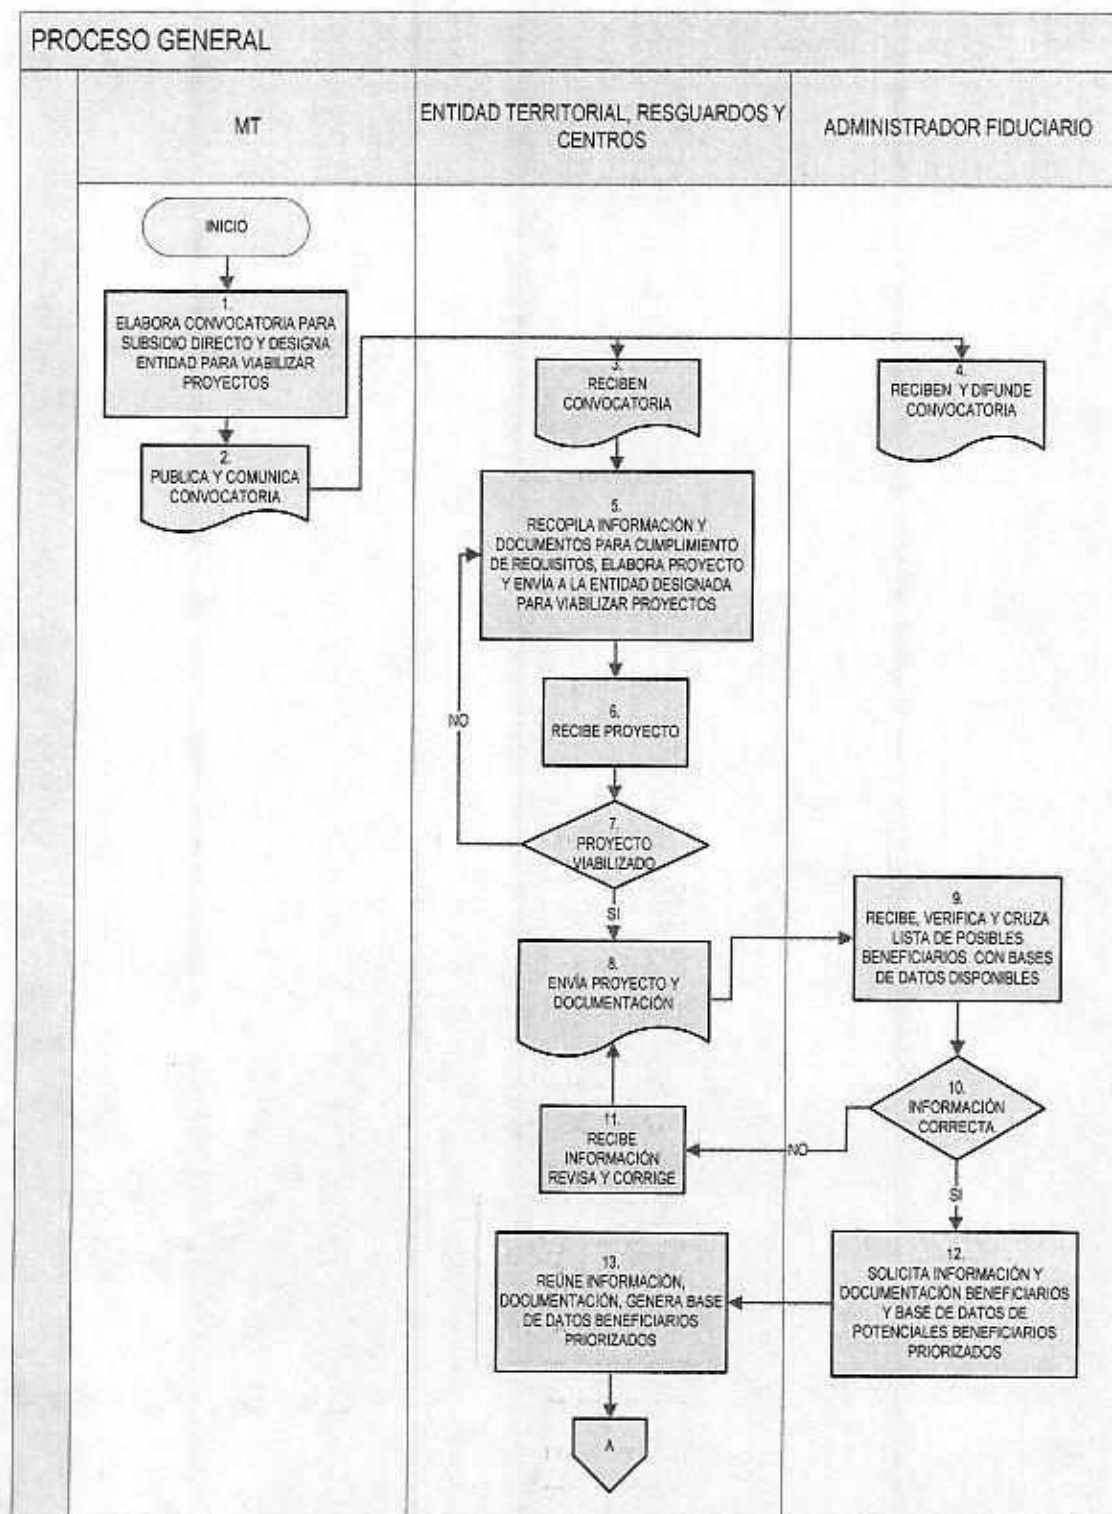 PROCESO GENERAL
MT
ENTIDAD TERRITORIAL, RESGUARDOS Y
CENTROS
ADMINISTRADOR FIDUCIARIO
INICIO
1.
ELABORA CONVOCATORIA PARA
SUBSIDIO DIRECTO Y DESIGNA
ENTIDAD PARA VIABILIZAR
PROYECTOS
2.
PUBLICA Y COMUNICA
CONVOCATORIA
3.
RECIBEN
CONVOCATORIA
4.
RECIBEN Y DIFUNDE
CONVOCATORIA
5.
RECOPILA INFORMACIÓN Y
DOCUMENTOS PARA CUMPLIMIENTO
DE REQUISITOS, ELABORA PROYECTO
Y ENVÍA A LA ENTIDAD DESIGNADA
PARA VIABILIZAR PROYECTOS
6.
RECIBE PROYECTO
NO
7.
PROYECTO
VIABILIZADO
SI
8.
ENVÍA PROYECTO Y
DOCUMENTACIÓN
9.
RECIBE, VERIFICA Y CRUZA
LISTA DE POSIBLES
BENEFICIARIOS. CON BASES
DE DATOS DISPONIBLES
10.
INFORMACIÓN
CORRECTA
NO
11.
RECIBE
INFORMACIÓN
REVISA Y CORRIGE
SI
12.
SOLICITA INFORMACIÓN Y
DOCUMENTACIÓN BENEFICIARIOS
Y BASE DE DATOS DE
POTENCIALES BENEFICIARIOS
PRIORIZADOS
13.
REÚNE INFORMACIÓN,
DOCUMENTACIÓN, GENERA BASE
DE DATOS BENEFICIARIOS
PRIORIZADOS
A